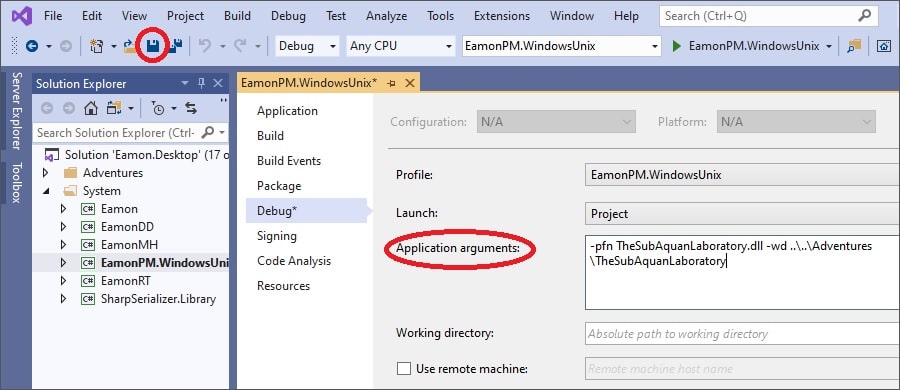 File Edit View Project Build Debug Test Analyze Tools Extensions Window Help Search (Ctrl+Q)
Debug Any CPU EamonPM.WindowsUnix EamonPM.WindowsUnix
Server Explorer
Toolbox
Solution Explorer
Search Solution Explorer (Ctrl-
Solution 'Eamon.Desktop' (17 o
Adventures
System
C# Eamon
C# EamonDD
C# EamonMH
C# EamonPM.WindowsUni
C# EamonRT
C# SharpSerializer.Library
EamonPM.WindowsUnix*
Application
Build
Build Events
Package
Debug*
Signing
Code Analysis
Resources
Configuration: N/A Platform: N/A
Profile: EamonPM.WindowsUnix
Launch: Project
Application arguments: -pfn TheSubAquanLaboratory.dll -wd ..\..\Adventures
\TheSubAquanLaboratory
Working directory: Absolute path to working directory
Use remote machine: Remote machine host name